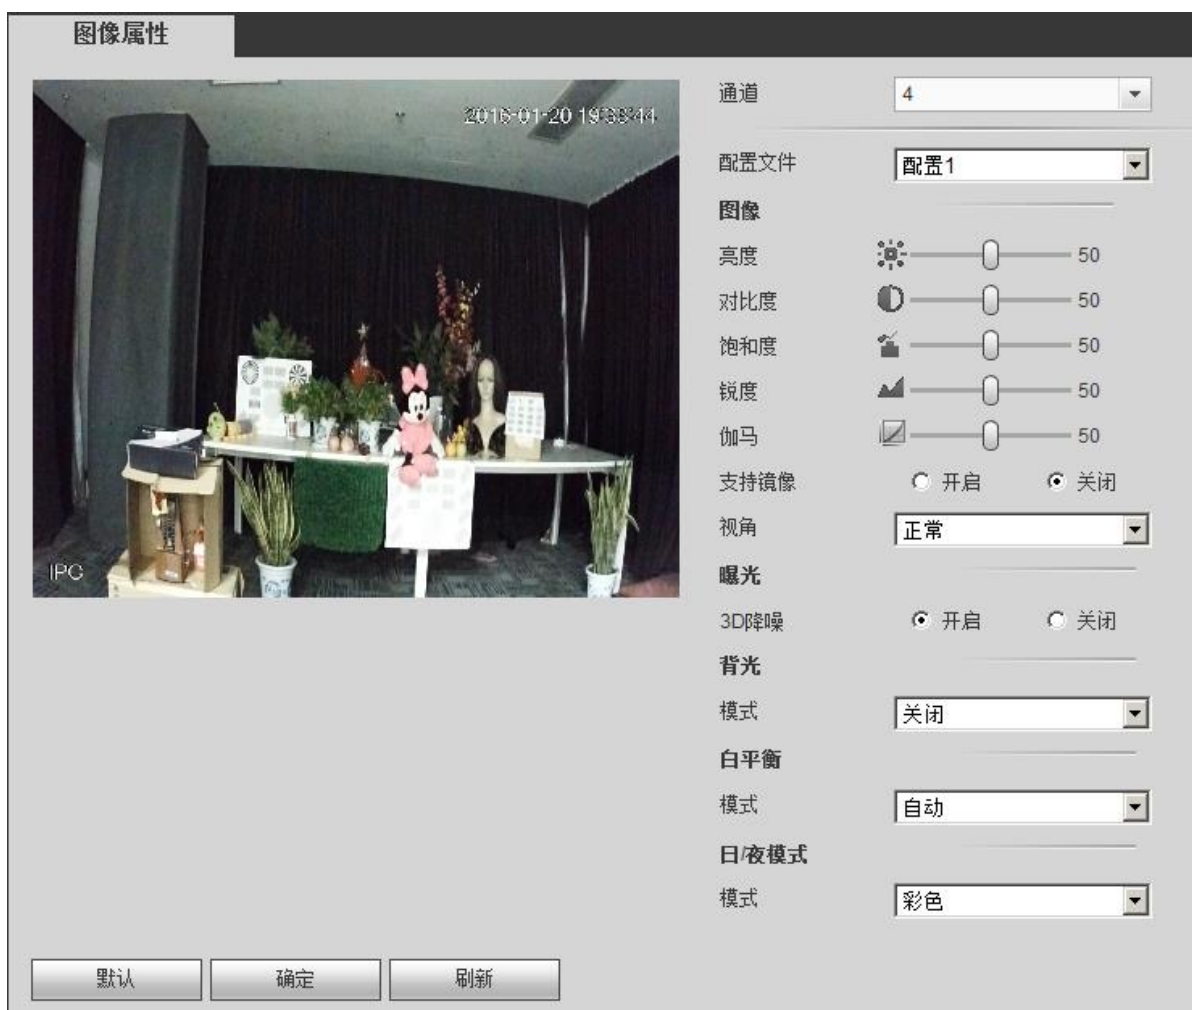 图像属性
2016-01-20 19:38:44
IPC
通道 4
配置文件 配置1
图像
亮度 50
对比度 50
饱和度 50
锐度 50
伽马 50
支持镜像 开启 关闭
视角 正常
曝光
3D降噪 开启 关闭
背光
模式 关闭
白平衡
模式 自动
日/夜模式
模式 彩色
默认 确定 刷新